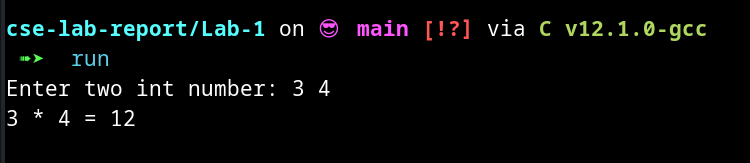 cse-lab-report/Lab-1 on 😎 main [!?] via C v12.1.0-gcc
➠➤ run
Enter two int number: 3 4
3 * 4 = 12